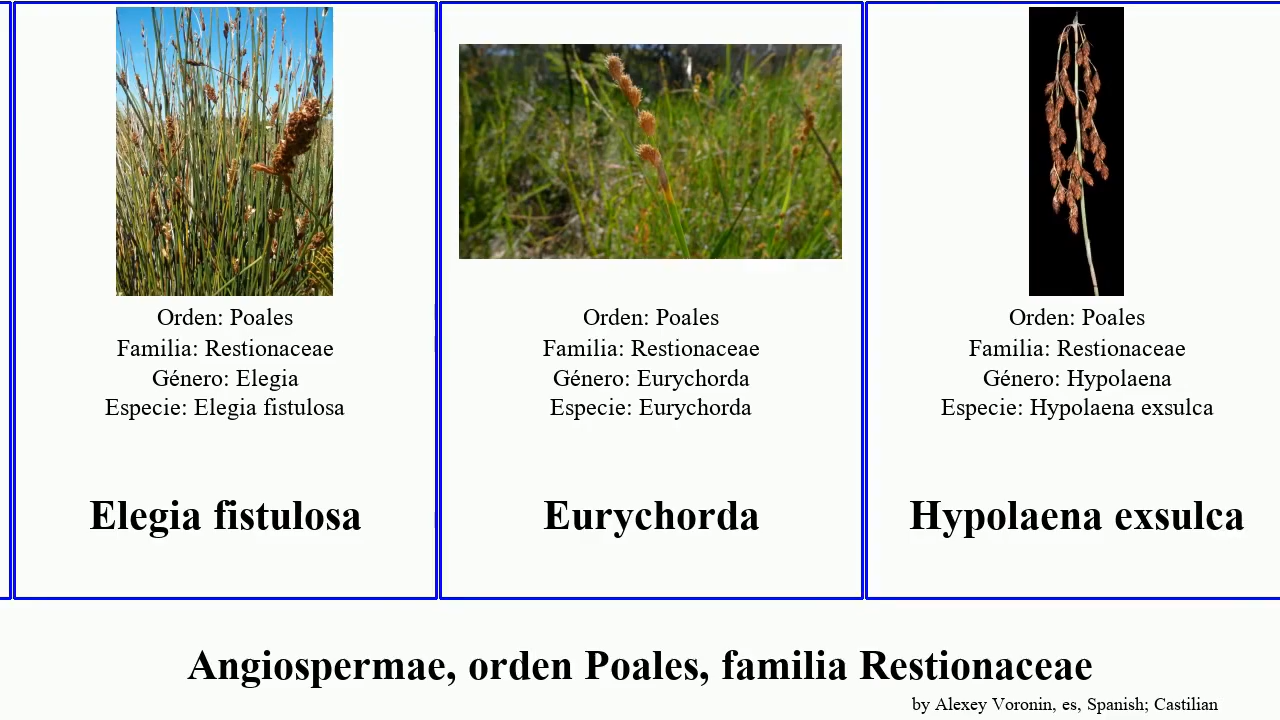 Orden: Poales
Familia: Restionaceae
Género: Elegia
Especie: Elegia fistulosa
Elegia fistulosa
Orden: Poales
Familia: Restionaceae
Género: Eurychorda
Especie: Eurychorda
Eurychorda
Orden: Poales
Familia: Restionaceae
Género: Hypolaena
Especie: Hypolaena exsulca
Hypolaena exsulca
Angiospermae, orden Poales, familia Restionaceae
by Alexey Voronin, es, Spanish; Castilian